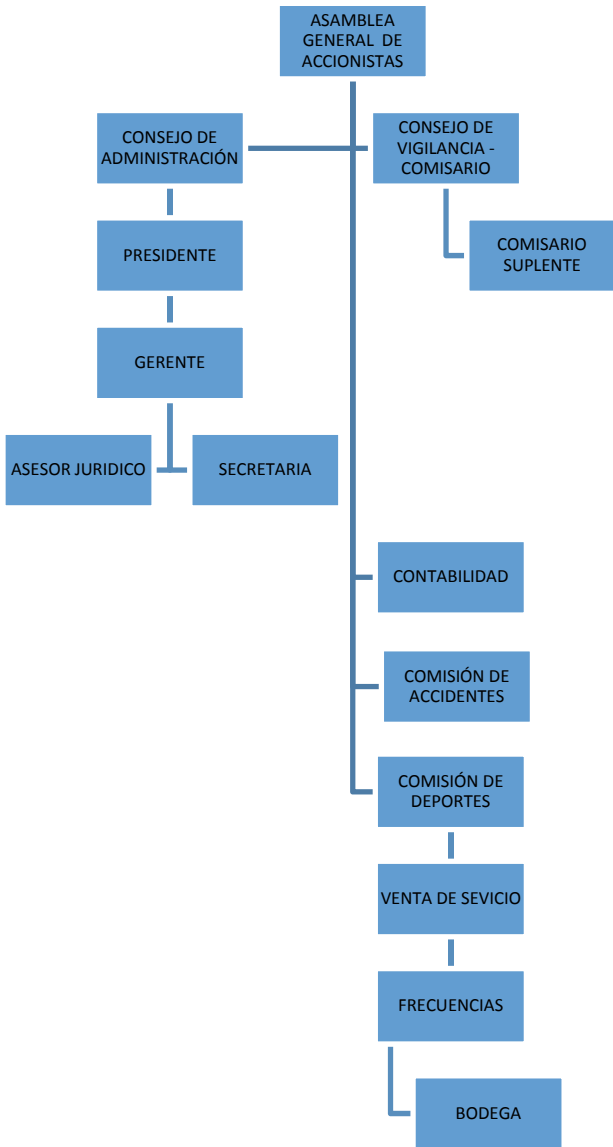 ASAMBLEA
GENERAL DE
ACCIONISTAS
CONSEJO DE
ADMINISTRACIÓN
CONSEJO DE
VIGILANCIA -
COMISARIO
PRESIDENTE
COMISARIO
SUPLENTE
GERENTE
ASESOR JURIDICO
SECRETARIA
CONTABILIDAD
COMISIÓN DE
ACCIDENTES
COMISIÓN DE
DEPORTES
VENTA DE SEVICIO
FRECUENCIAS
BODEGA